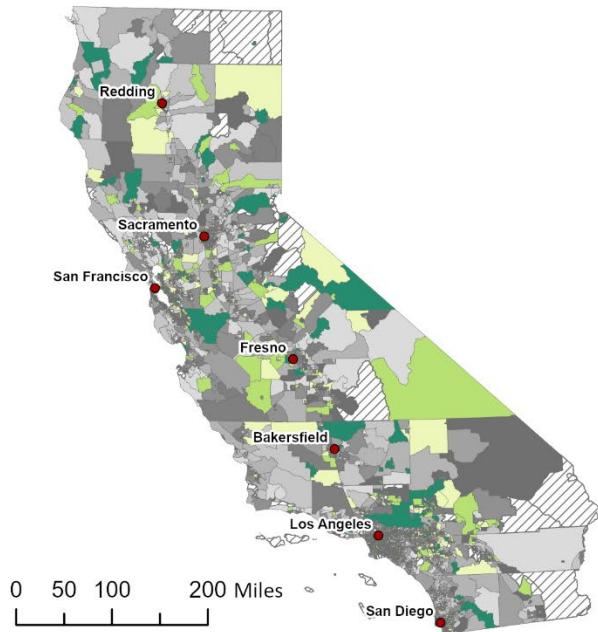 Redding
Sacramento
San Francisco
Fresno
Bakersfield
Los Angeles
0 50 100 200 Miles
San Diego